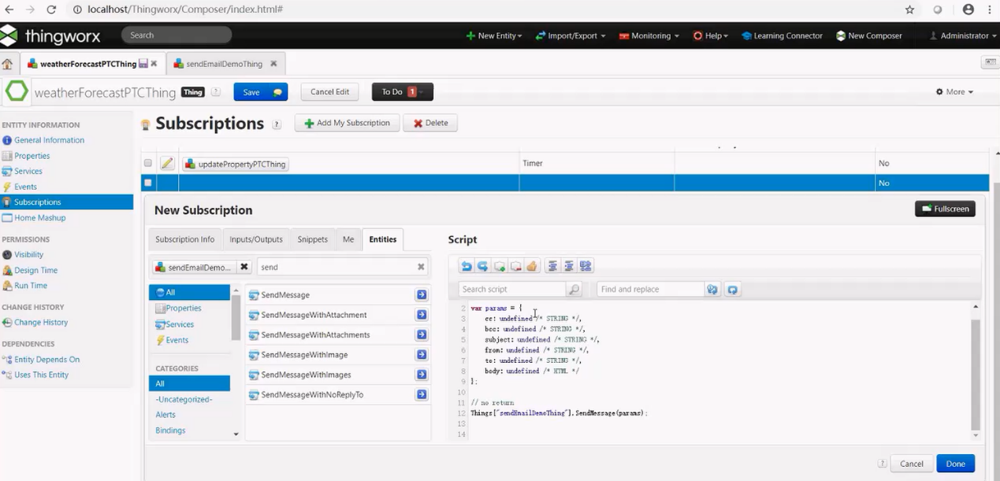 localhost/Thingworx/Composer/index.html#
thingworx
Search
New Entity
Import/Export
Monitoring
Help
Learning Connector
New Composer
Administrator
weatherForecastPTCThing
sendEmailDemoThing
weatherForecastPTCThing
Thing
Save
Cancel Edit
To Do 1
More
ENTITY INFORMATION
General Information
Properties
Services
Events
Subscriptions
Home Mashup
PERMISSIONS
Visibility
Design Time
Run Time
CHANGE HISTORY
Change History
DEPENDENCIES
Entity Depends On
Uses This Entity
Subscriptions
Add My Subscription
Delete
updatePropertyPTCThing
Timer
No
No
New Subscription
Fullscreen
Subscription Info
Inputs/Outputs
Snippets
Me
Entities
sendEmailDemo...
send
All
Properties
Services
Events
CATEGORIES
All
-Uncategorized-
Alerts
Bindings
SendMessage
SendMessageWithAttachment
SendMessageWithAttachments
SendMessageWithImage
SendMessageWithImages
SendMessageWithNoReplyTo
Script
Search script
Find and replace
2 var params = {
3 cc: undefined /* STRING */,
4 bcc: undefined /* STRING */,
5 subject: undefined /* STRING */,
6 from: undefined /* STRING */,
7 to: undefined /* STRING */,
8 body: undefined /* HTML */
9 };
10
11 // no return
12 Things["sendEmailDemoThing"].SendMessage(params);
13
14
Cancel
Done